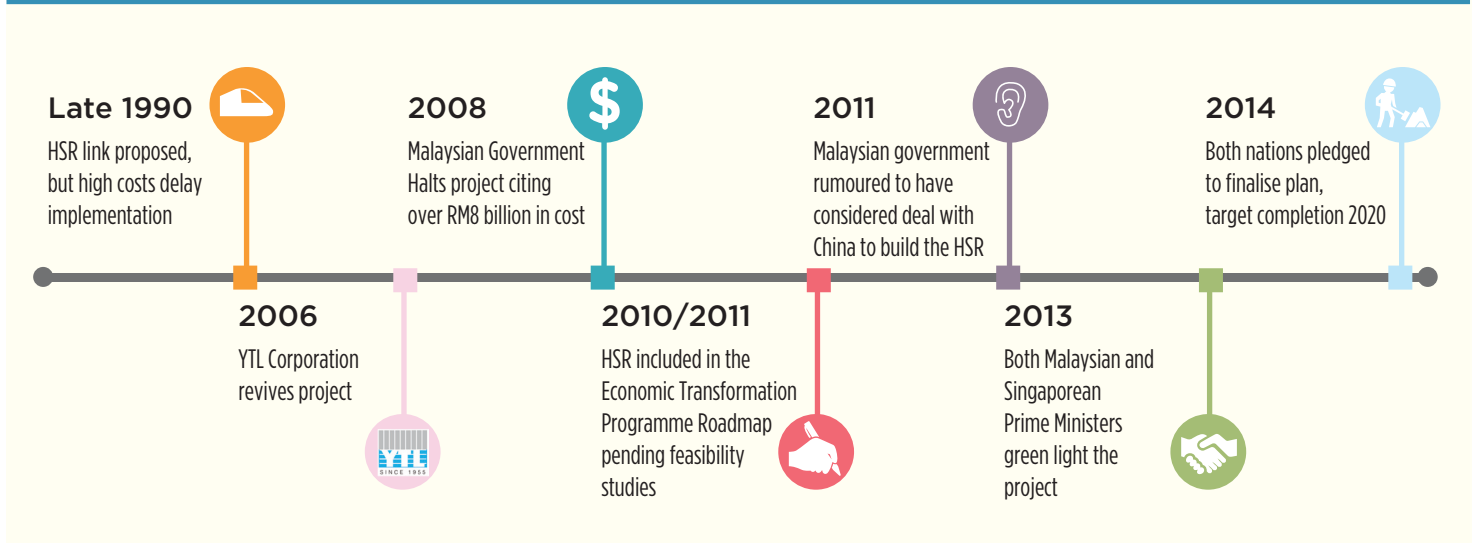 Late 1990
HSR link proposed,
but high costs delay
implementation
2006
YTL Corporation
revives project
YTL
SINCE 1955
2008
$
Malaysian Government
Halts project citing
over RM8 billion in cost
2010/2011
HSR included in the
Economic Transformation
Programme Roadmap
pending feasibility
studies
2011
Malaysian government
rumoured to have
considered deal with
China to build the HSR
2013
Both Malaysian and
Singaporean
Prime Ministers
green light the
project
2014
Both nations pledged
to finalise plan,
target completion 2020